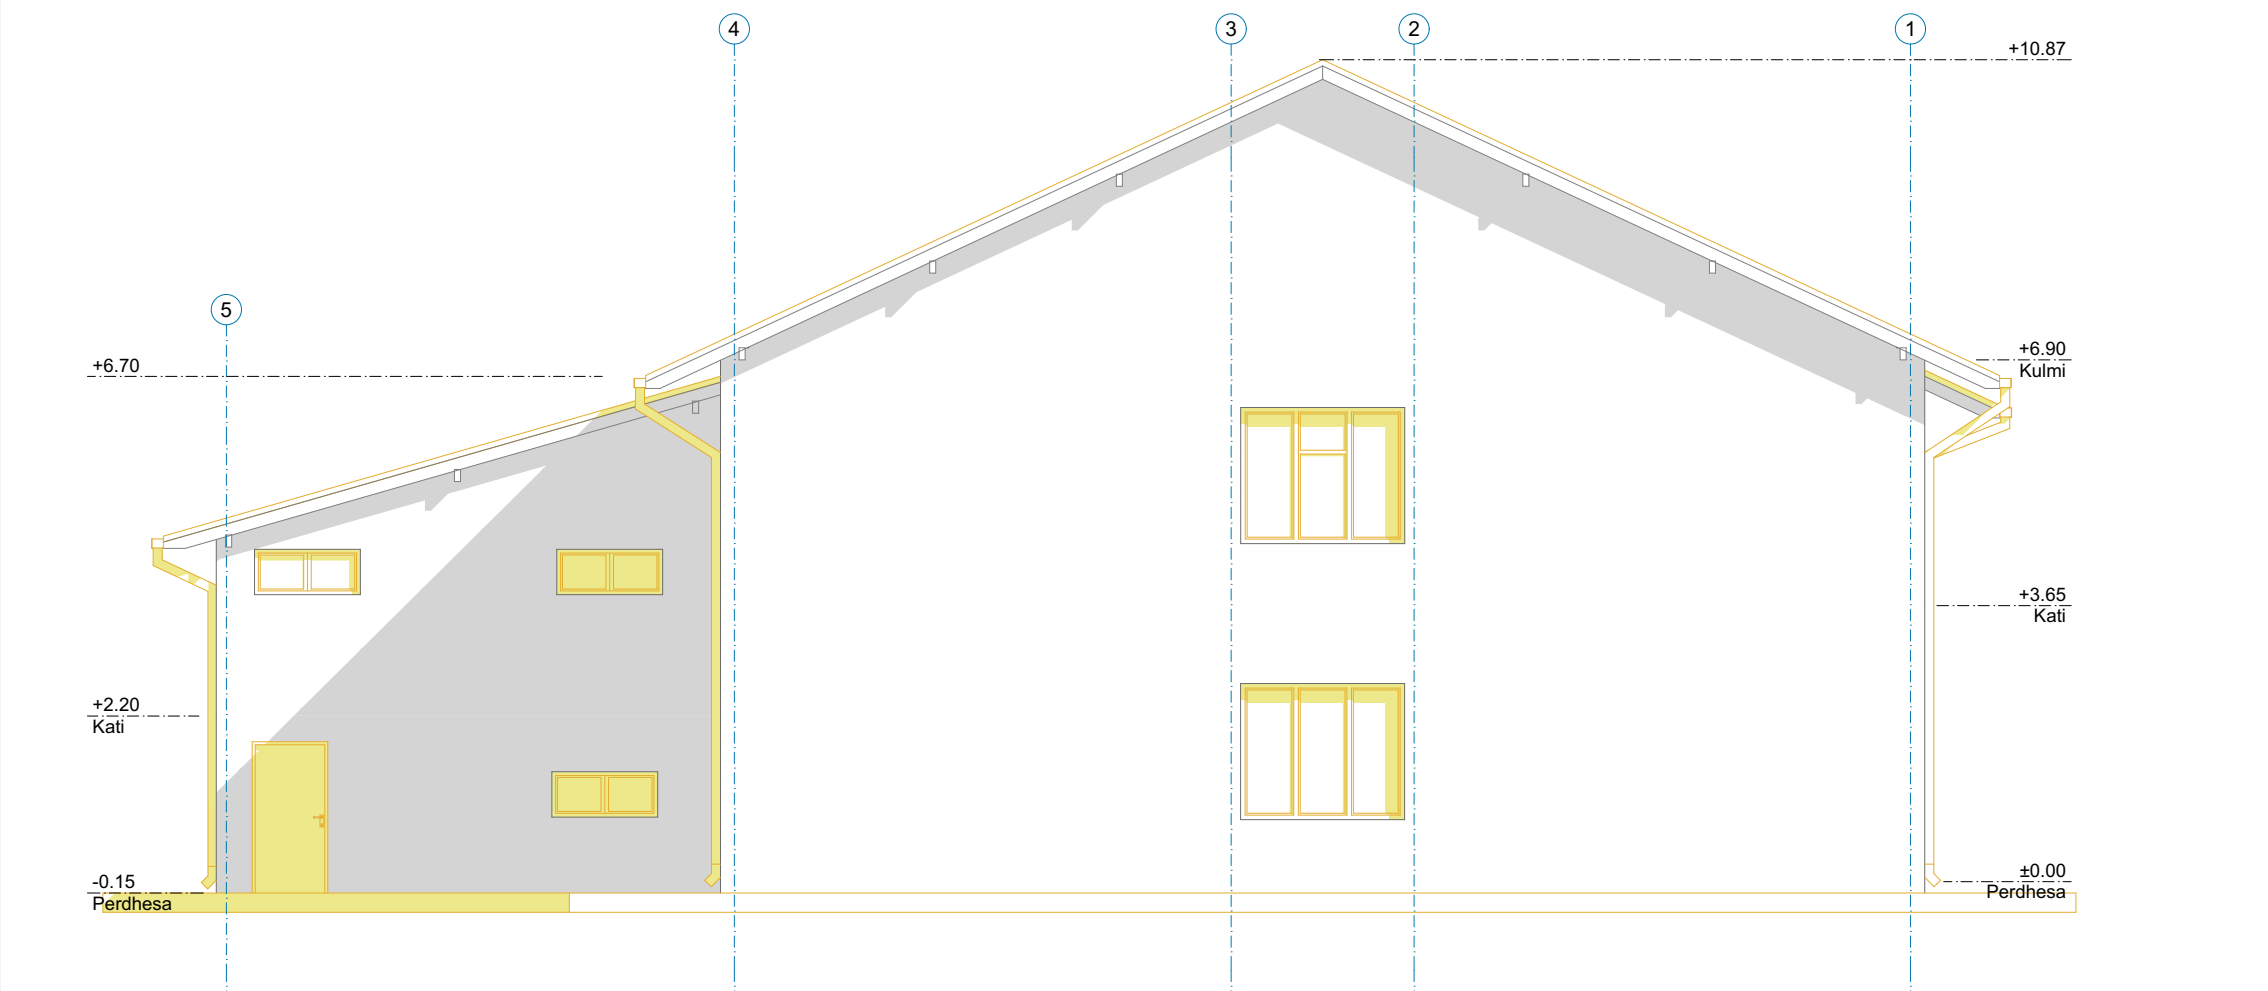 4
3
2
1
+10.87
5
+6.90
Kulmi
+6.70
+3.65
Kati
+2.20
Kati
±0.00
Perdhesa
-0.15
Perdhesa